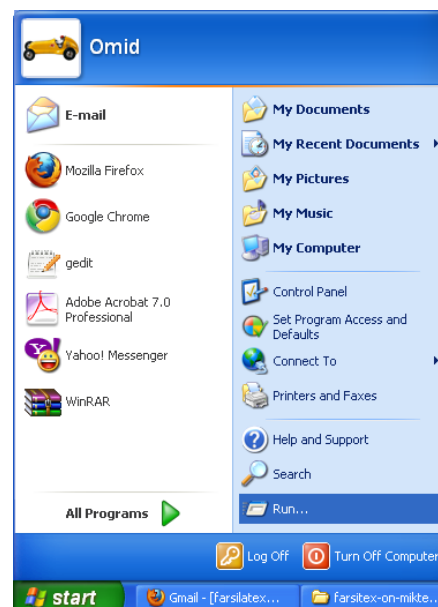 Omid
E-mail
Mozilla Firefox
Google Chrome
gedit
Adobe Acrobat 7.0
Professional
Yahoo! Messenger
WinRAR
All Programs
My Documents
My Recent Documents
My Pictures
My Music
My Computer
Control Panel
Set Program Access and
Defaults
Connect To
Printers and Faxes
Help and Support
Search
Run...
Log Off
Turn Off Computer
start
Gmail - [farsilatex...
farsitex-on-mikte...